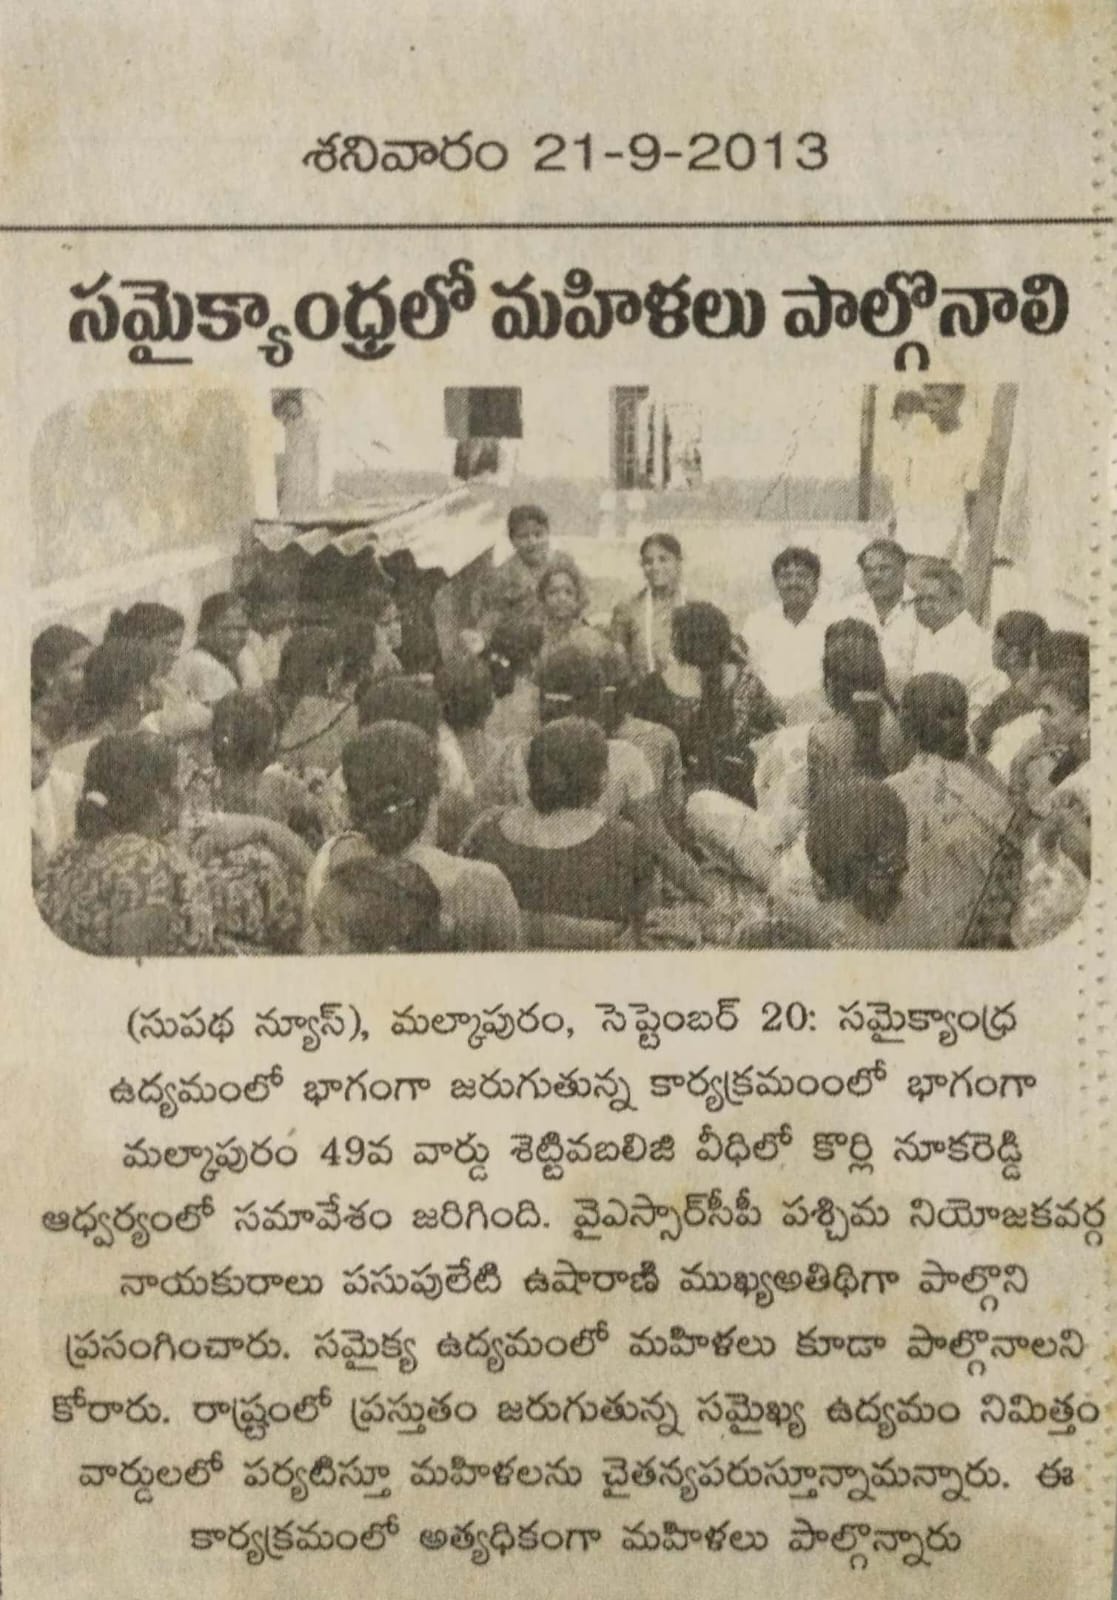 శనివారం 21-9-2013
సమైక్యాంధ్రలో మహిళలు పాల్గొనాలి
(సుపథ న్యూస్), మల్కాపురం, సెప్టెంబర్ 20: సమైక్యాంధ్ర
ఉద్యమంలో భాగంగా జరుగుతున్న కార్యక్రమంంలో భాగంగా
మల్కాపురం 49వ వార్డు శెట్టివబలిజి వీధిలో కొర్లి నూకరెడ్డి
ఆధ్వర్యంలో సమావేశం జరిగింది. వైఎస్సార్‌సీపీ పశ్చిమ నియోజకవర్గ
నాయకురాలు పసుపులేటి ఉషారాణి ముఖ్యఅతిథిగా పాల్గొని
ప్రసంగించారు. సమైక్య ఉద్యమంలో మహిళలు కూడా పాల్గొనాలని
కోరారు. రాష్ట్రంలో ప్రస్తుతం జరుగుతున్న సమైఖ్య ఉద్యమం నిమిత్తం
వార్డులలో పర్యటిస్తూ మహిళలను చైతన్యపరుస్తూన్నామన్నారు. ఈ
కార్యక్రమంలో అత్యధికంగా మహిళలు పాల్గొన్నారు